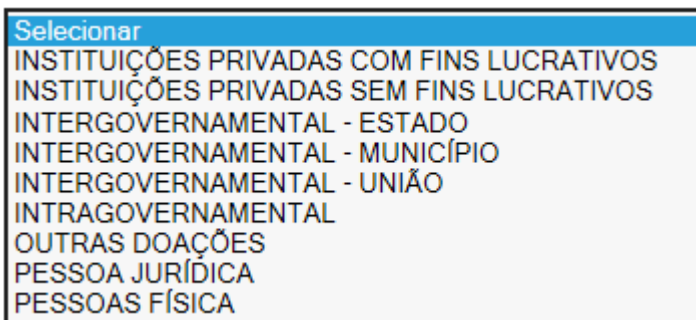 Selecionar
INSTITUIÇÕES PRIVADAS COM FINS LUCRATIVOS
INSTITUIÇÕES PRIVADAS SEM FINS LUCRATIVOS
INTERGOVERNAMENTAL - ESTADO
INTERGOVERNAMENTAL - MUNICÍPIO
INTERGOVERNAMENTAL - UNIÃO
INTRAGOVERNAMENTAL
OUTRAS DOAÇÕES
PESSOA JURÍDICA
PESSOAS FÍSICA